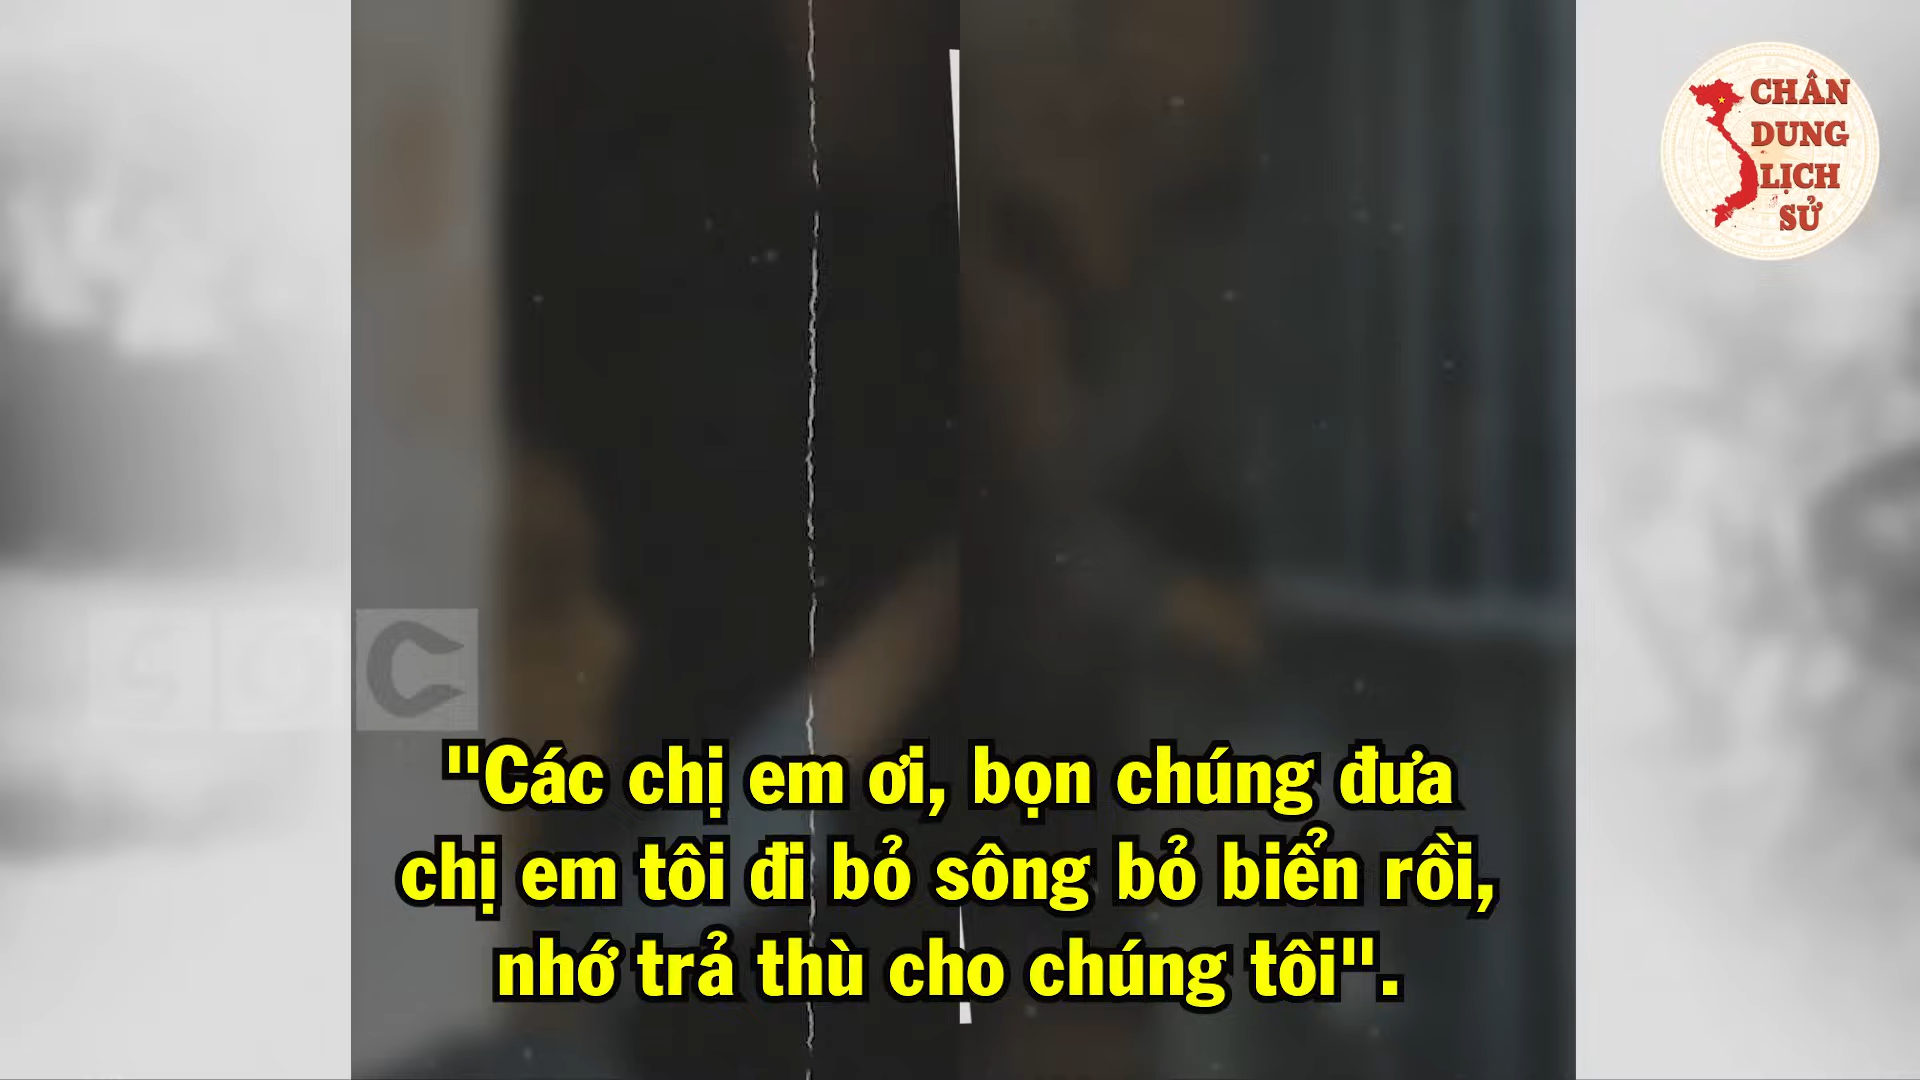 CHÂN
DUNG
LỊCH
SỬ
SGC
"Các chị em ơi, bọn chúng đưa
chị em tôi đi bỏ sông bỏ biển rồi,
nhớ trả thù cho chúng tôi".